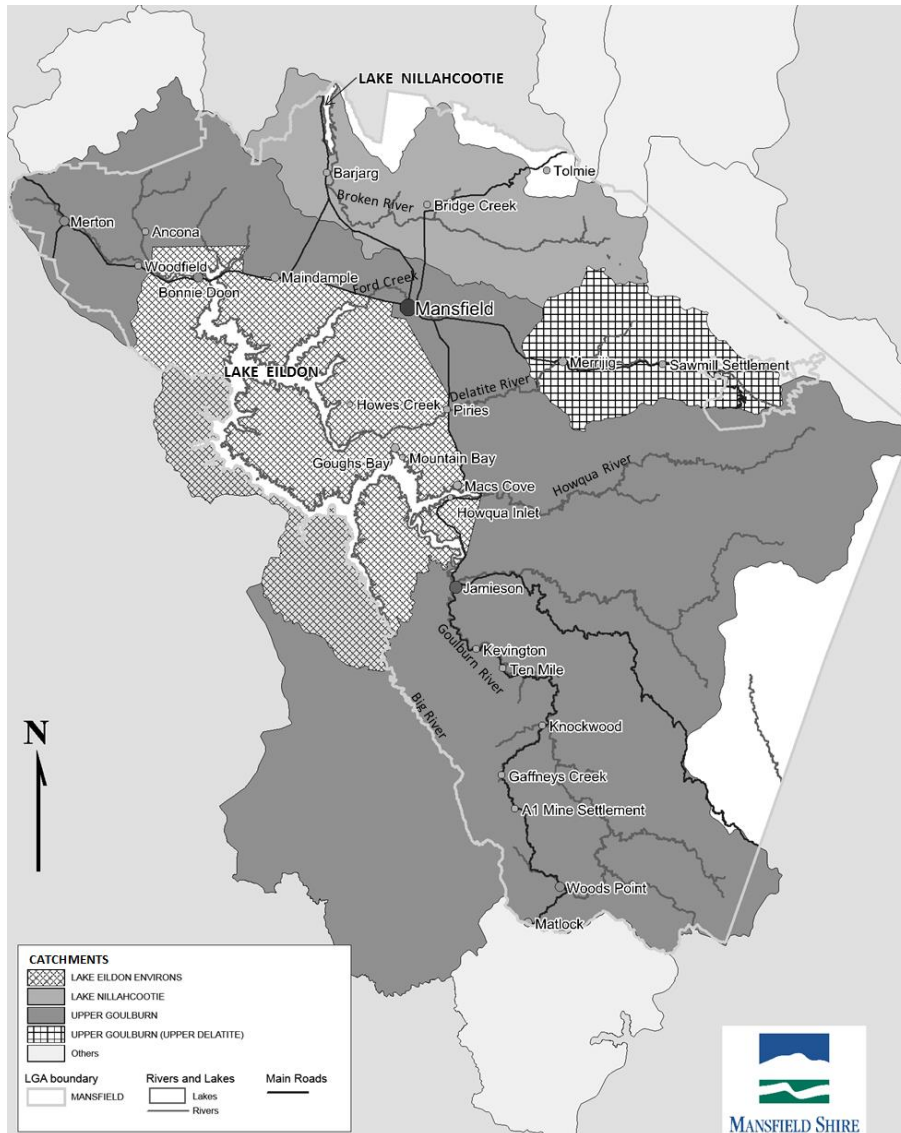 LAKE NILLAHCOOTIE
Barjarg
Tolmie
Broken River
Bridge Creek
Merton
Ancona
Woodfield
Maindample
Bonnie Doon
Ford Creek
Mansfield
LAKE EILDON
Merrijig
Sawmill Settlement
Delatite River
Howes Creek
Piries
Goughs Bay
Mountain Bay
Howqua River
Macs Cove
Howqua Inlet
Jamieson
Goulburn River
Kevington
Ten Mile
Big River
Knockwood
Gaffneys Creek
A1 Mine Settlement
Woods Point
Matlock
N
CATCHMENTS
LAKE EILDON ENVIRONS
LAKE NILLAHCOOTIE
UPPER GOULBURN
UPPER GOULBURN (UPPER DELATITE)
Others
LGA boundary
MANSFIELD
Rivers and Lakes
Lakes
Rivers
Main Roads
MANSFIELD SHIRE